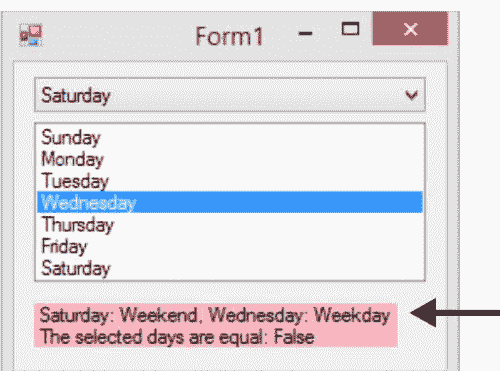 Form1
Saturday
Sunday
Monday
Tuesday
Wednesday
Thursday
Friday
Saturday
Saturday: Weekend, Wednesday: Weekday
The selected days are equal: False